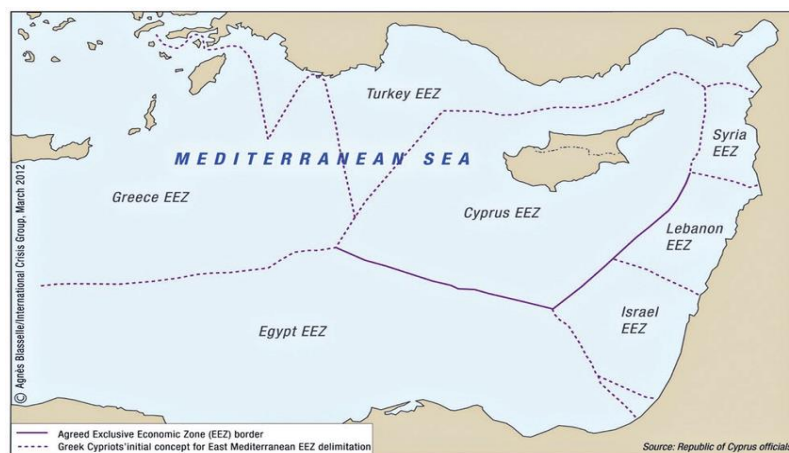 Turkey EEZ
Syria
EEZ
MEDITERRANEAN SEA
Greece EEZ
Cyprus EEZ
Lebanon
EEZ
Israel
EEZ
Egypt EEZ
© Agnès Blasselle/International Crisis Group, March 2012
Agreed Exclusive Economic Zone (EEZ) border
Greek Cypriots'initial concept for East Mediterranean EEZ delimitation
Source: Republic of Cyprus officials